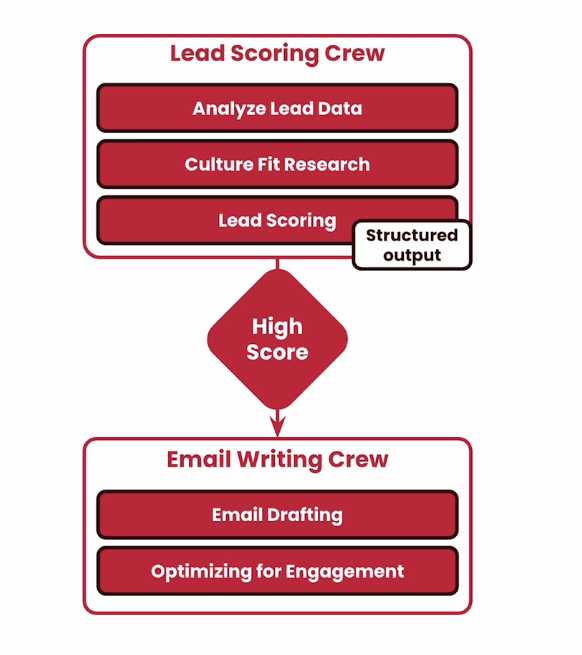 Lead Scoring Crew
Analyze Lead Data
Culture Fit Research
Lead Scoring
Structured
output
High
Score
Email Writing Crew
Email Drafting
Optimizing for Engagement